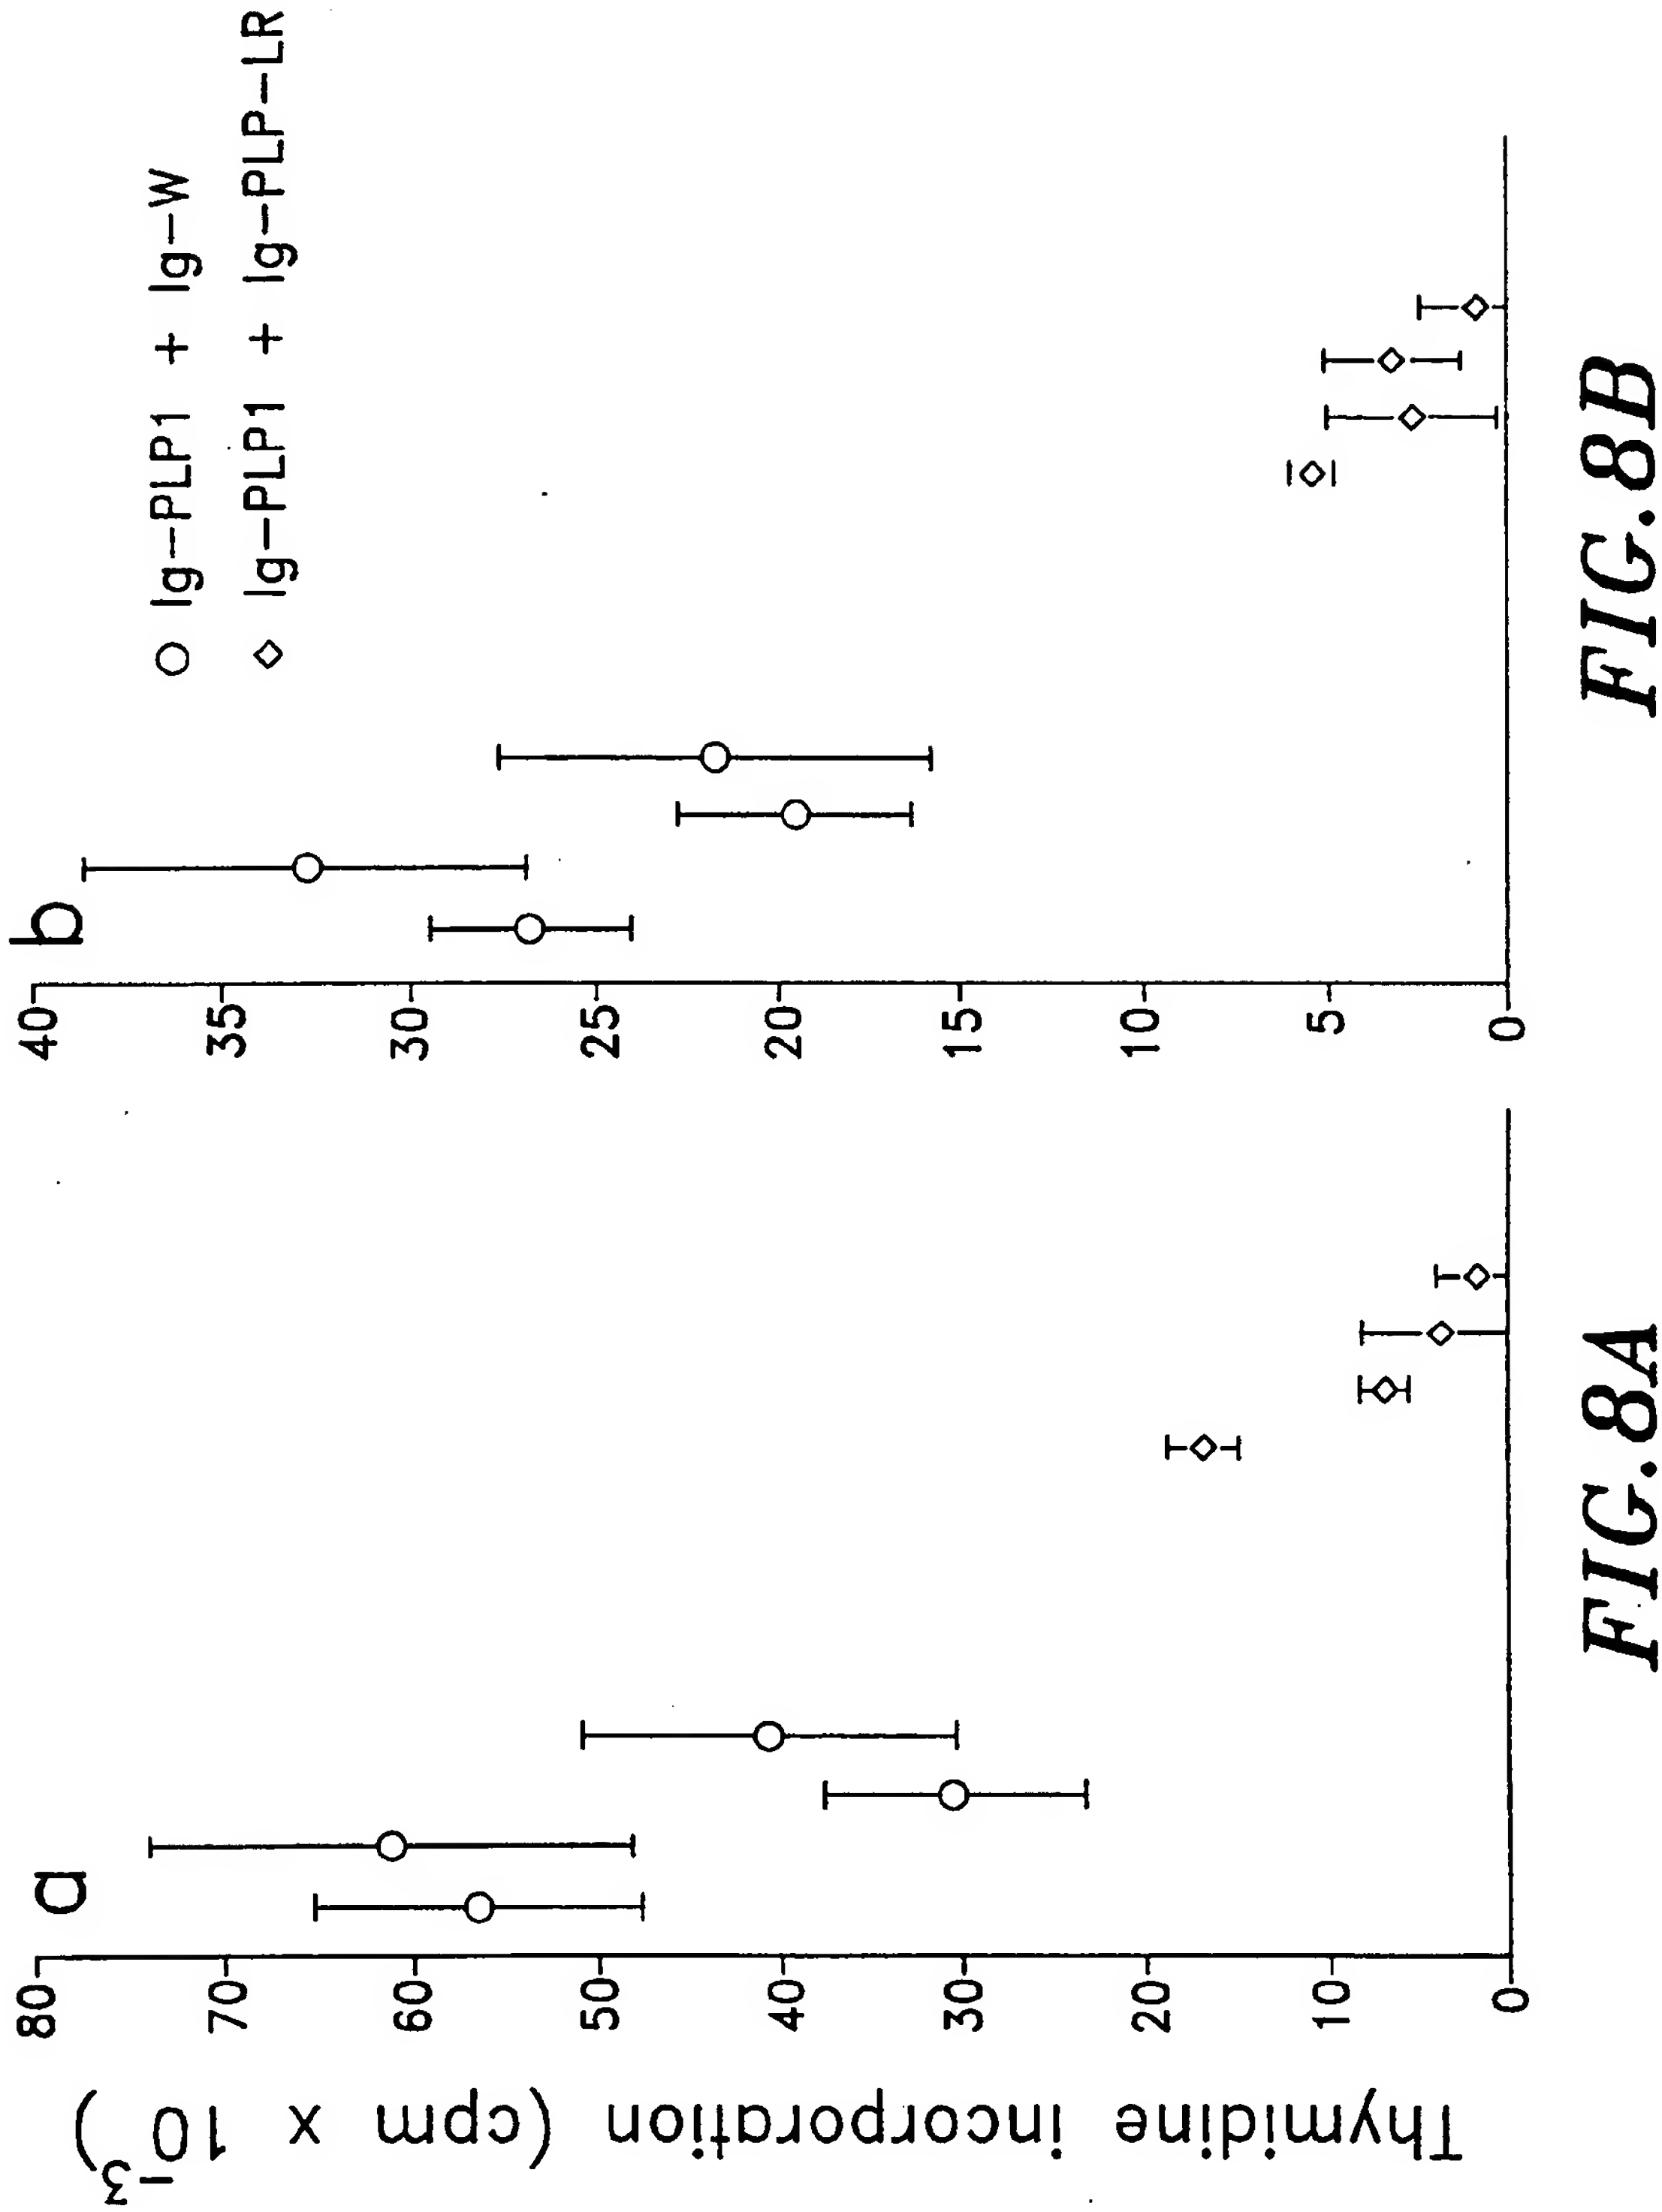 Thymidine incorporation (cpm x 10⁻³)
a
80
70
60
50
40
30
20
10
0
FIG. 8A
b
40
35
30
25
20
15
10
5
0
Ig-PLP1 + Ig-W
Ig-PLP1 + Ig-PLP-LR
FIG. 8B